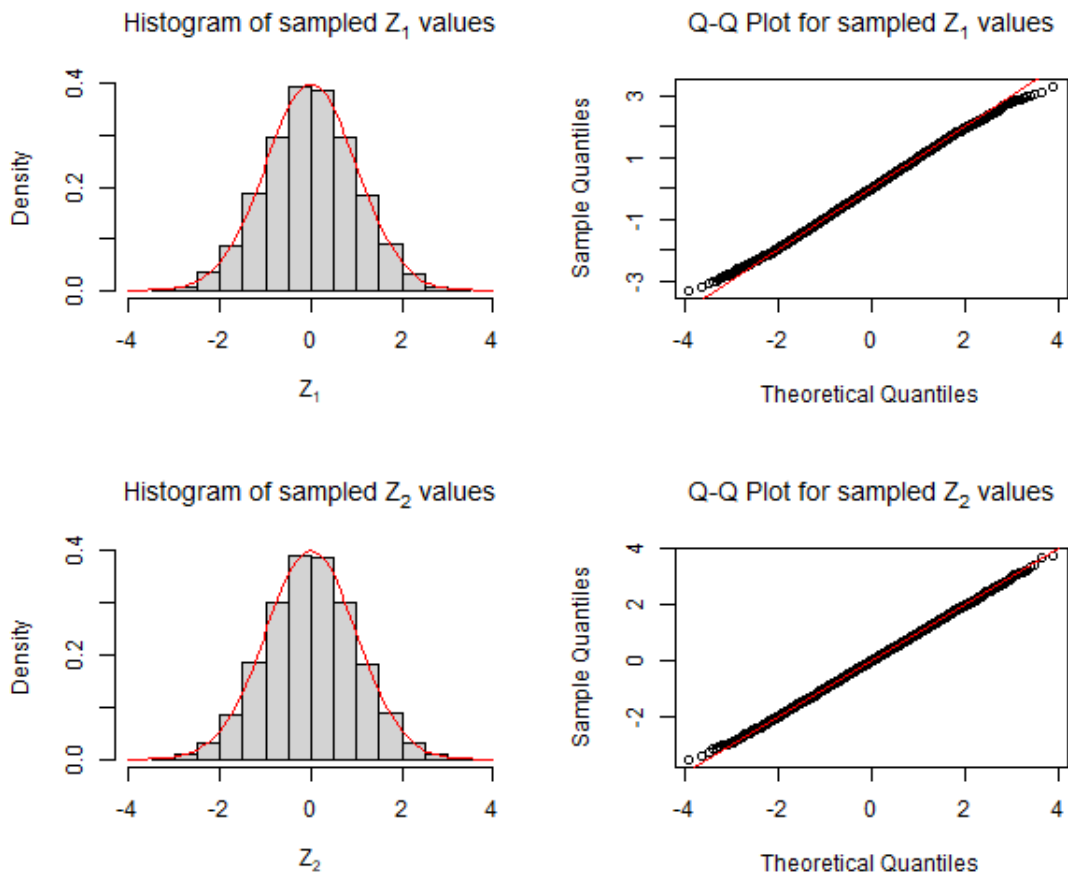 Histogram of sampled Z₁ values
Density
0.0
0.2
0.4
-4 -2 0 2 4
Z₁
Q-Q Plot for sampled Z₁ values
Sample Quantiles
-3
-1
1
3
-4 -2 0 2 4
Theoretical Quantiles
Histogram of sampled Z₂ values
Density
0.0
0.2
0.4
-4 -2 0 2 4
Z₂
Q-Q Plot for sampled Z₂ values
Sample Quantiles
-2
0
2
4
-4 -2 0 2 4
Theoretical Quantiles